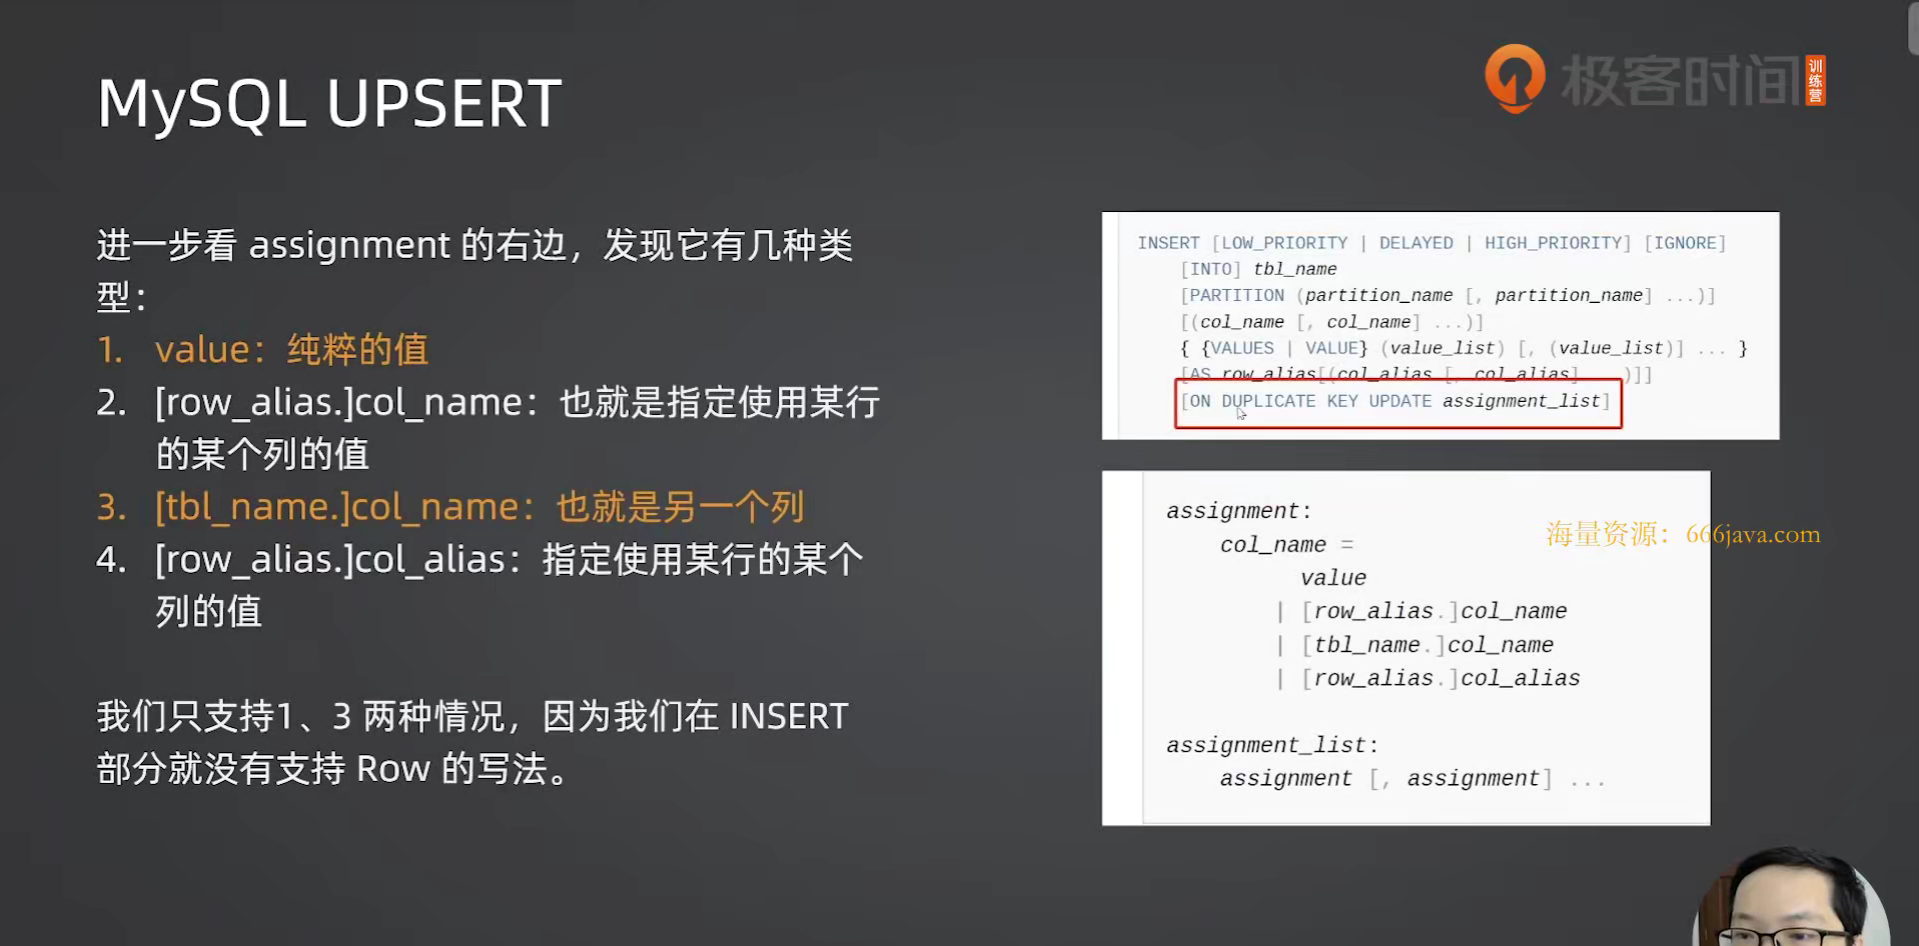 MySQL UPSERT
极客时间
训练营
进一步看 assignment 的右边，发现它有几种类
型：
1. value：纯粹的值
2. [row_alias.]col_name：也就是指定使用某行
的某个列的值
3. [tbl_name.]col_name：也就是另一个列
4. [row_alias.]col_alias：指定使用某行的某个
列的值
我们只支持1、3 两种情况，因为我们在 INSERT
部分就没有支持 Row 的写法。
INSERT [LOW_PRIORITY | DELAYED | HIGH_PRIORITY] [IGNORE]
[INTO] tbl_name
[PARTITION (partition_name [, partition_name] ...)]
[(col_name [, col_name] ...)]
{ {VALUES | VALUE} (value_list) [, (value_list)] ... }
[AS row_alias[(col_alias [, col_alias] ...)]]
[ON DUPLICATE KEY UPDATE assignment_list]
assignment:
col_name =
value
| [row_alias.]col_name
| [tbl_name.]col_name
| [row_alias.]col_alias
assignment_list:
assignment [, assignment] ...
海量资源：666java.com